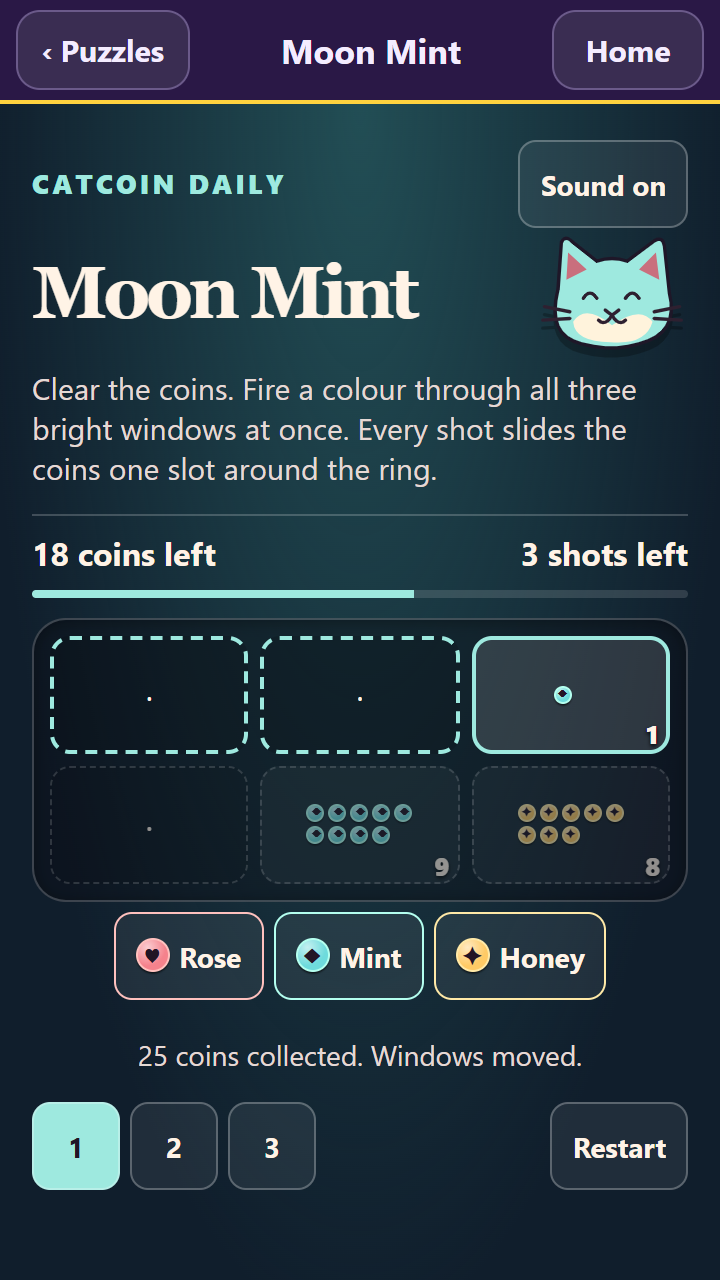 ‹ Puzzles
Moon Mint
Home
CATCOIN DAILY
Sound on
Moon Mint
Clear the coins. Fire a colour through all three
bright windows at once. Every shot slides the
coins one slot around the ring.
18 coins left
3 shots left
1
9
8
Rose
Mint
Honey
25 coins collected. Windows moved.
1
2
3
Restart